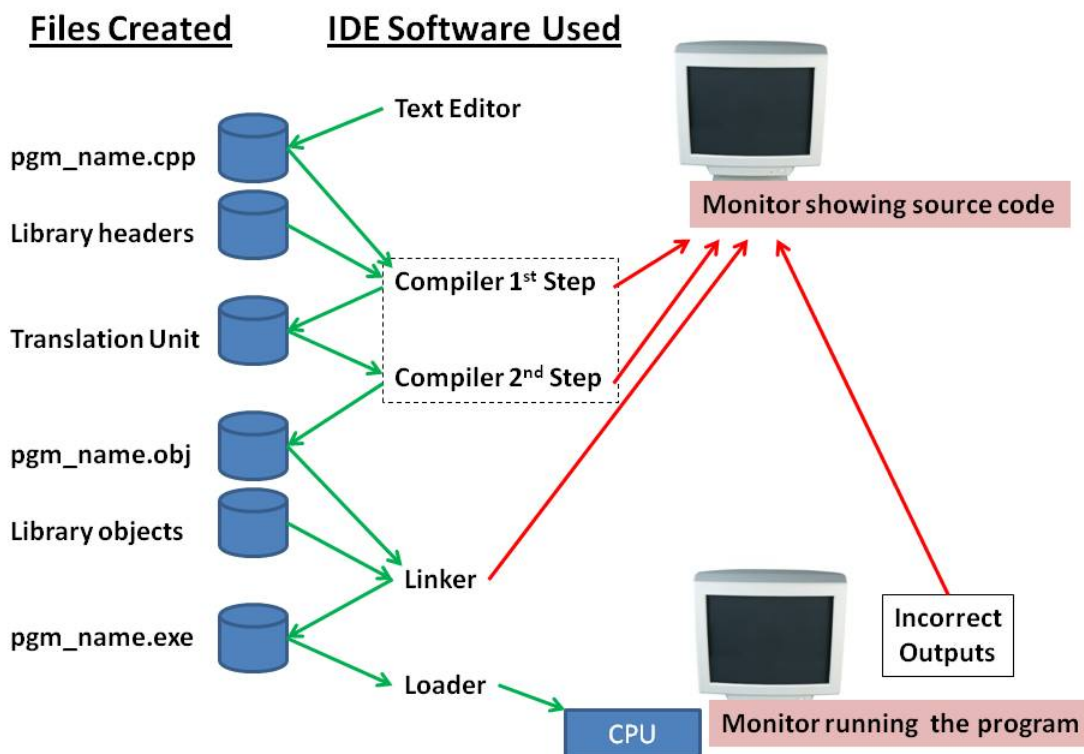 Files Created
IDE Software Used
Text Editor
pgm_name.cpp
Monitor showing source code
Library headers
Compiler 1st Step
Translation Unit
Compiler 2nd Step
pgm_name.obj
Library objects
Linker
Incorrect
Outputs
pgm_name.exe
Loader
CPU
Monitor running the program